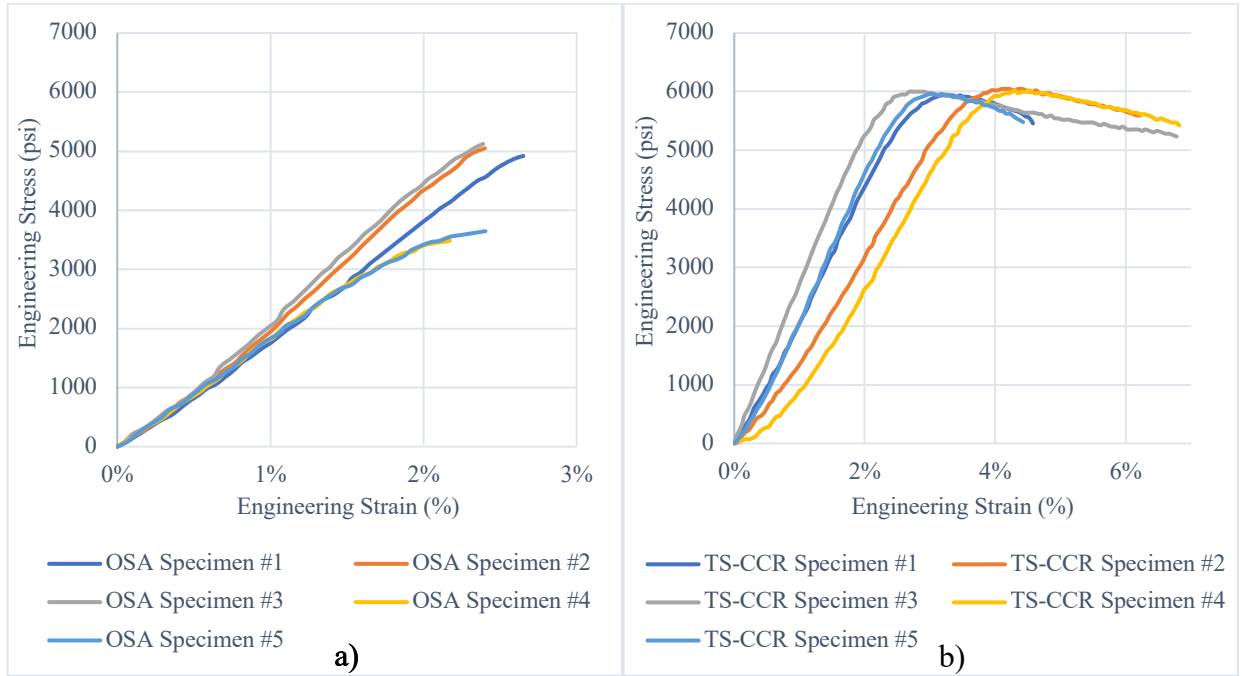 7000
6000
5000
4000
3000
2000
1000
0
Engineering Stress (psi)
0% 1% 2% 3%
Engineering Strain (%)
OSA Specimen #1 OSA Specimen #2
OSA Specimen #3 OSA Specimen #4
OSA Specimen #5
a)
7000
6000
5000
4000
3000
2000
1000
0
Engineering Stress (psi)
0% 2% 4% 6%
Engineering Strain (%)
TS-CCR Specimen #1 TS-CCR Specimen #2
TS-CCR Specimen #3 TS-CCR Specimen #4
TS-CCR Specimen #5
b)